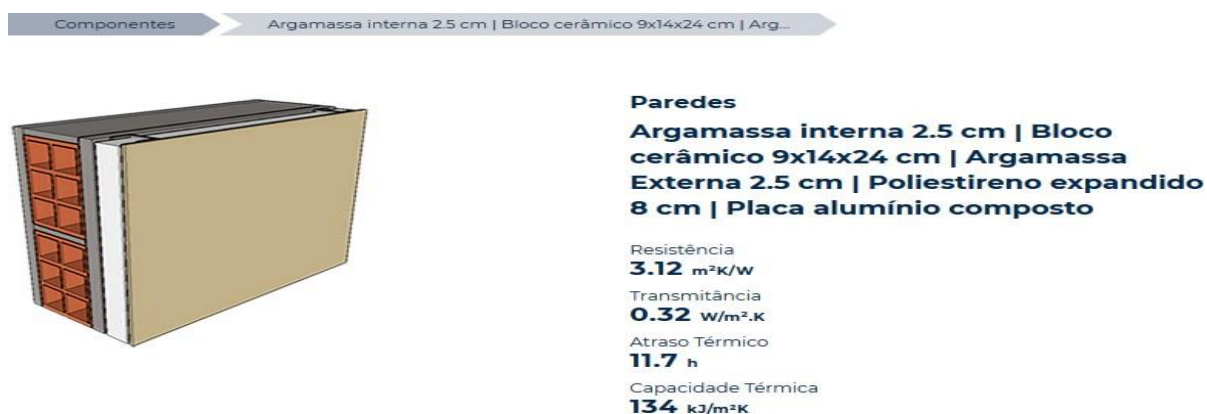 Componentes
Argamassa interna 2.5 cm | Bloco cerâmico 9x14x24 cm | Arg...
Paredes
Argamassa interna 2.5 cm | Bloco
cerâmico 9x14x24 cm | Argamassa
Externa 2.5 cm | Poliestireno expandido
8 cm | Placa alumínio composto
Resistência
3.12 m²K/W
Transmitância
0.32 W/m².K
Atraso Térmico
11.7 h
Capacidade Térmica
134 kJ/m²K